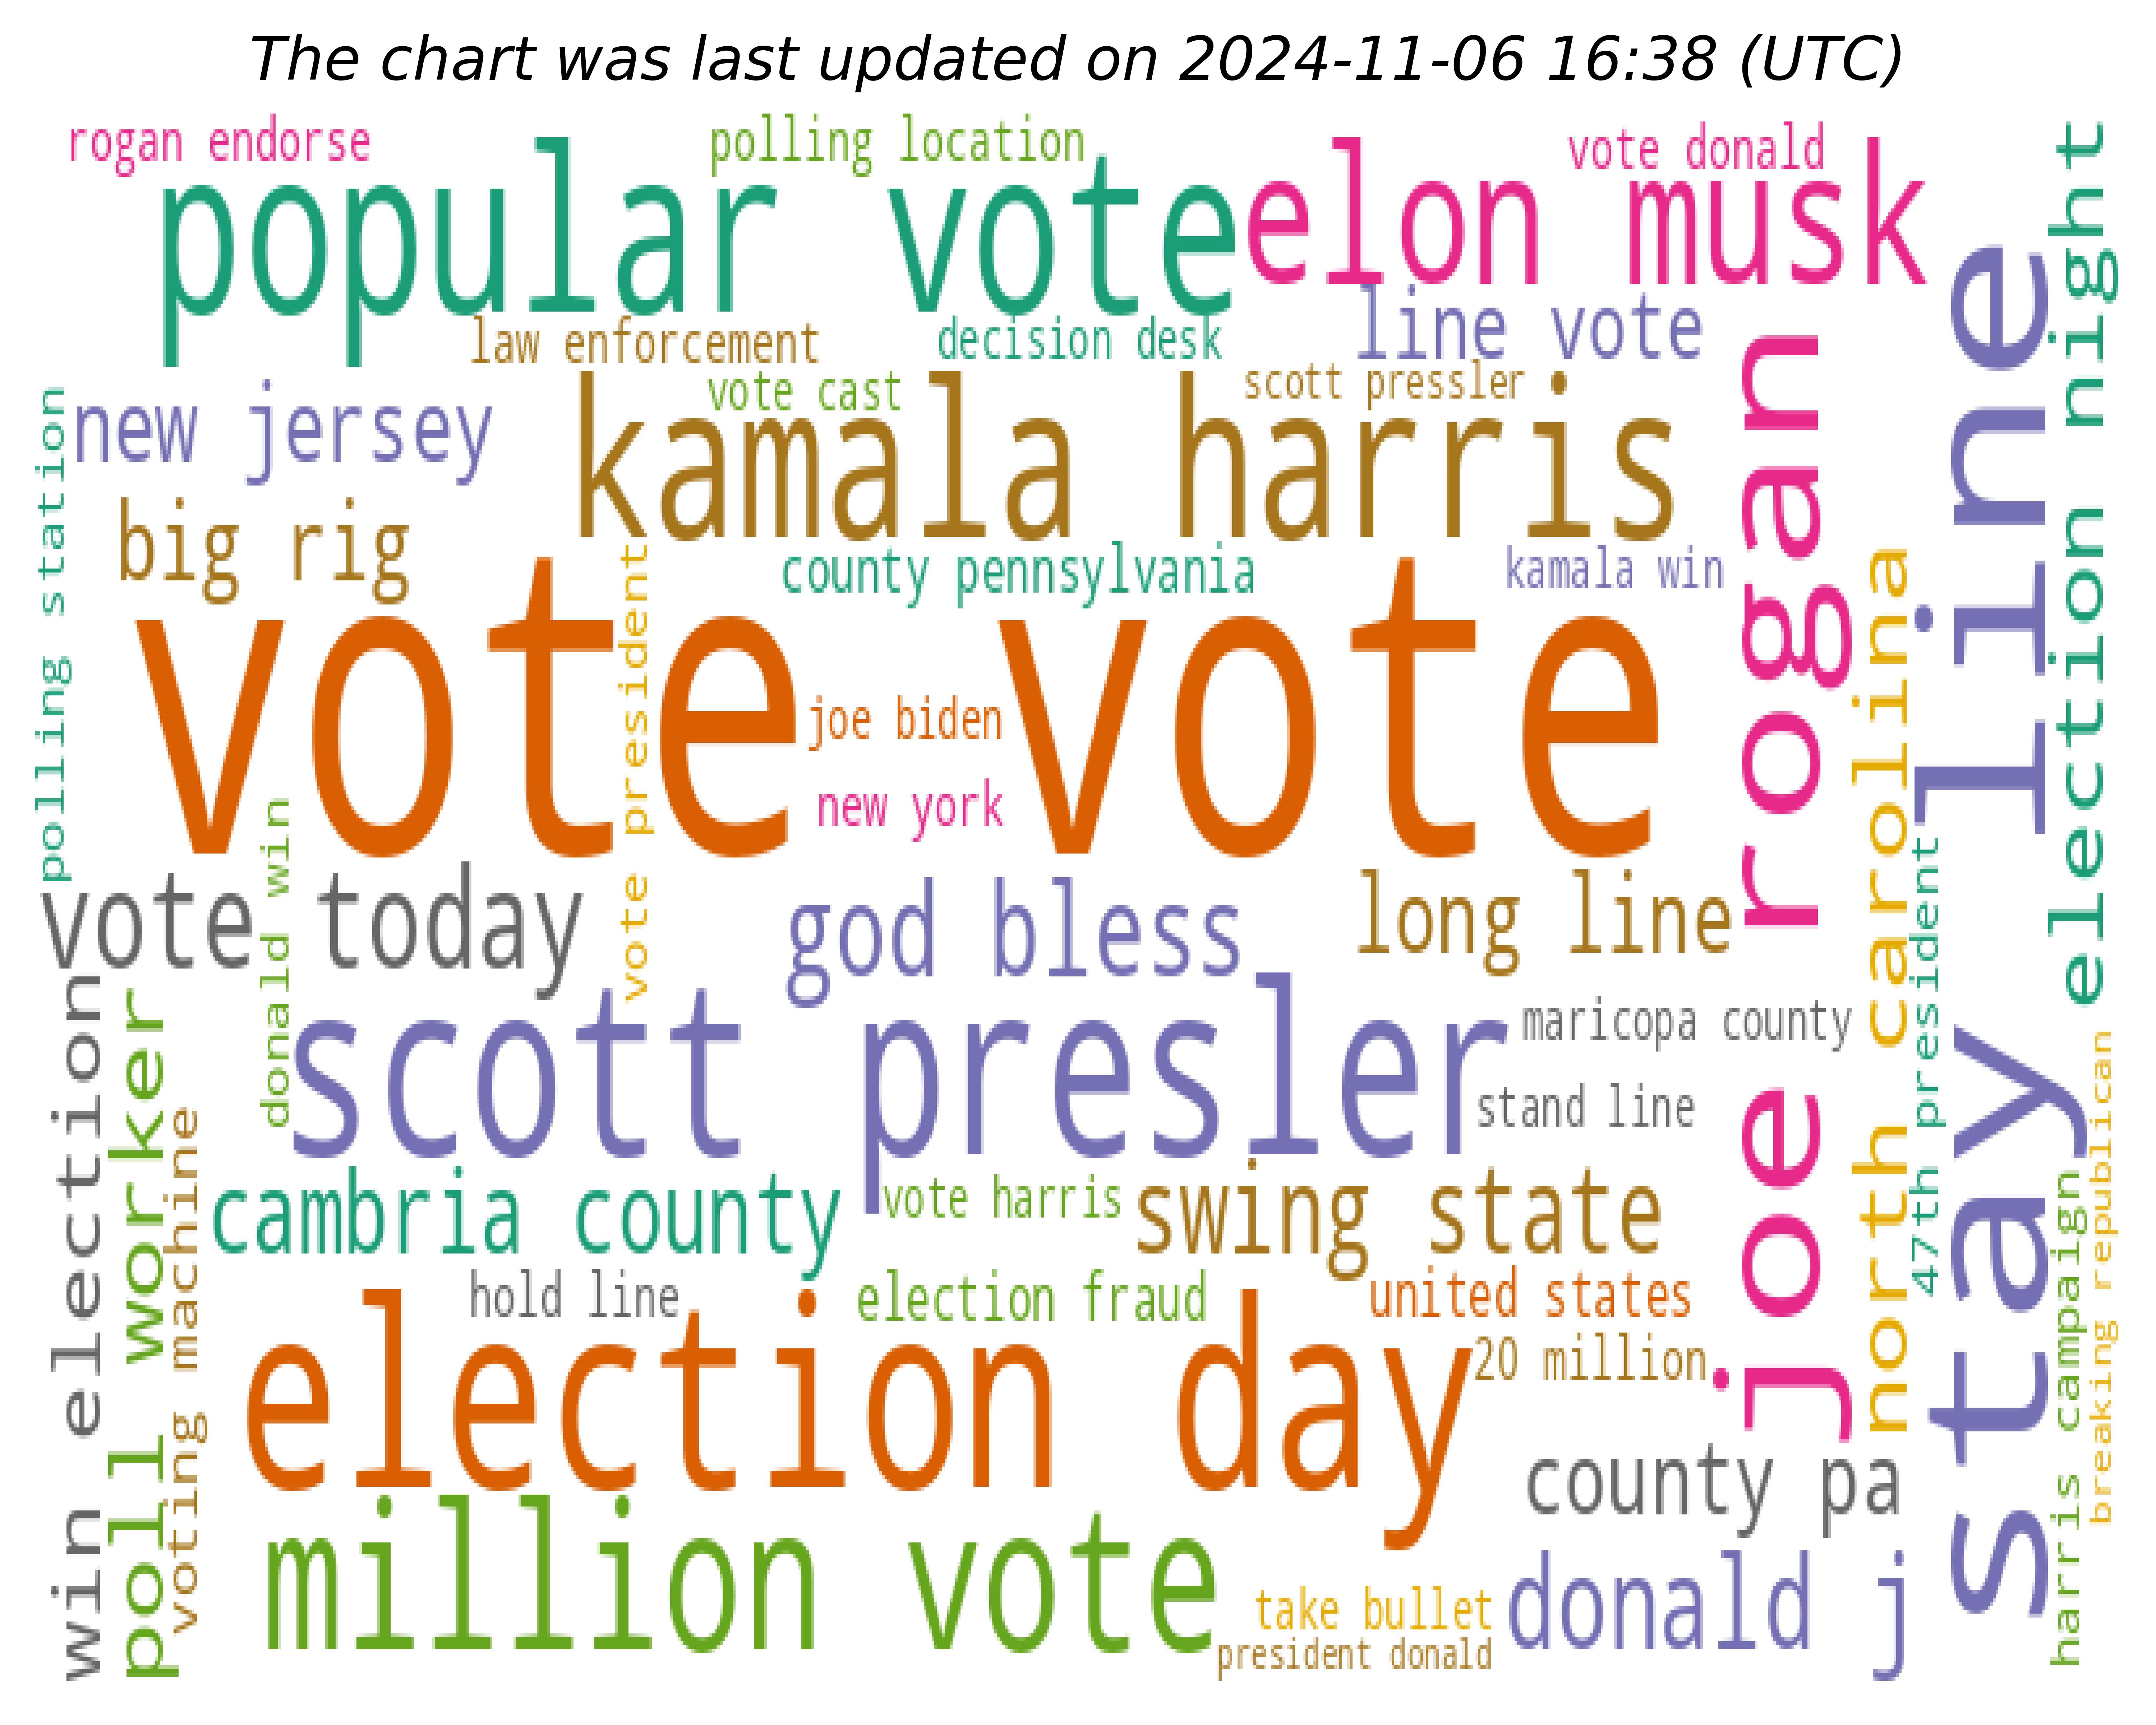 The chart was last updated on 2024-11-06 16:38 (UTC)
rogan endorse
polling location
vote donald
popular vote
elon musk
line vote
law enforcement
decision desk
scott pressler
vote cast
new jersey
kamala harris
big rig
county pennsylvania
kamala win
polling station
vote president
vote vote
joe biden
new york
joe rogan
north carolina
stay line
election night
vote today
donald win
god bless
long line
47th president
win election
poll worker
voting machine
scott presler
maricopa county
stand line
cambria county
vote harris
swing state
hold line
election fraud
united states
election day
20 million
harris campaign
breaking republican
county pa
million vote
take bullet
donald j
president donald